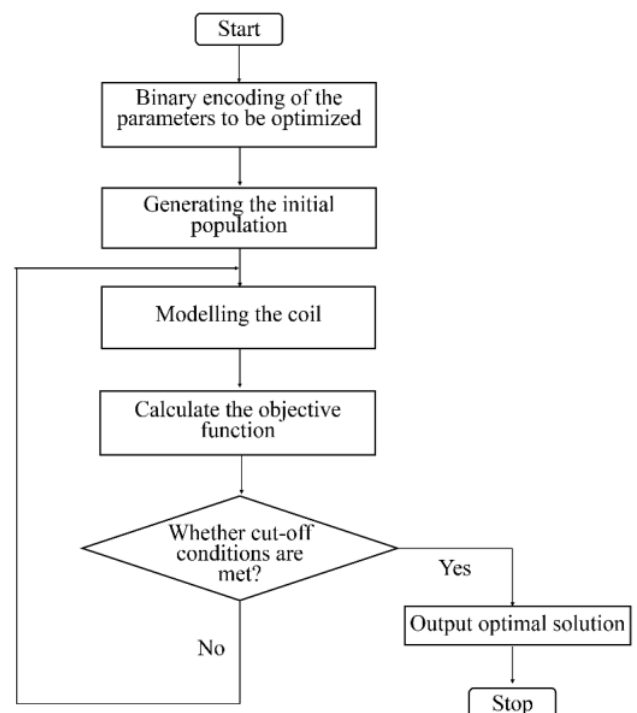 Start
Binary encoding of the
parameters to be optimized
Generating the initial
population
Modelling the coil
Calculate the objective
function
Whether cut-off
conditions are
met?
Yes
Output optimal solution
No
Stop